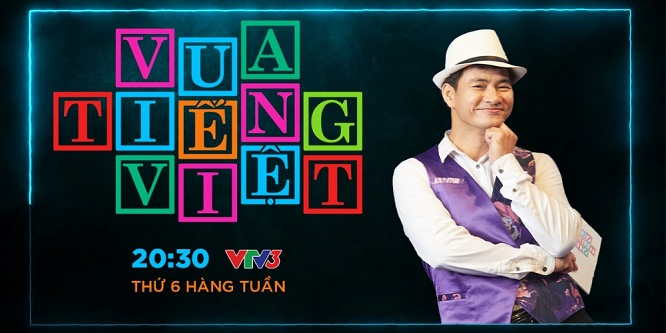 VUA
TIẾNG
VIỆT
20:30 VTV3
THỨ 6 HÀNG TUẦN